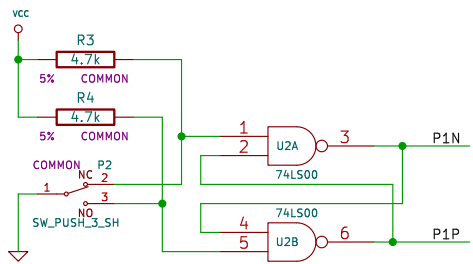 VCC
R3
4.7k
5% COMMON
R4
4.7k
5% COMMON
1
2
U2A
3
P1N
74LS00
COMMON P2
NC
1
2
3
NO
SW_PUSH_3_SH
74LS00
4
5
U2B
6
P1P